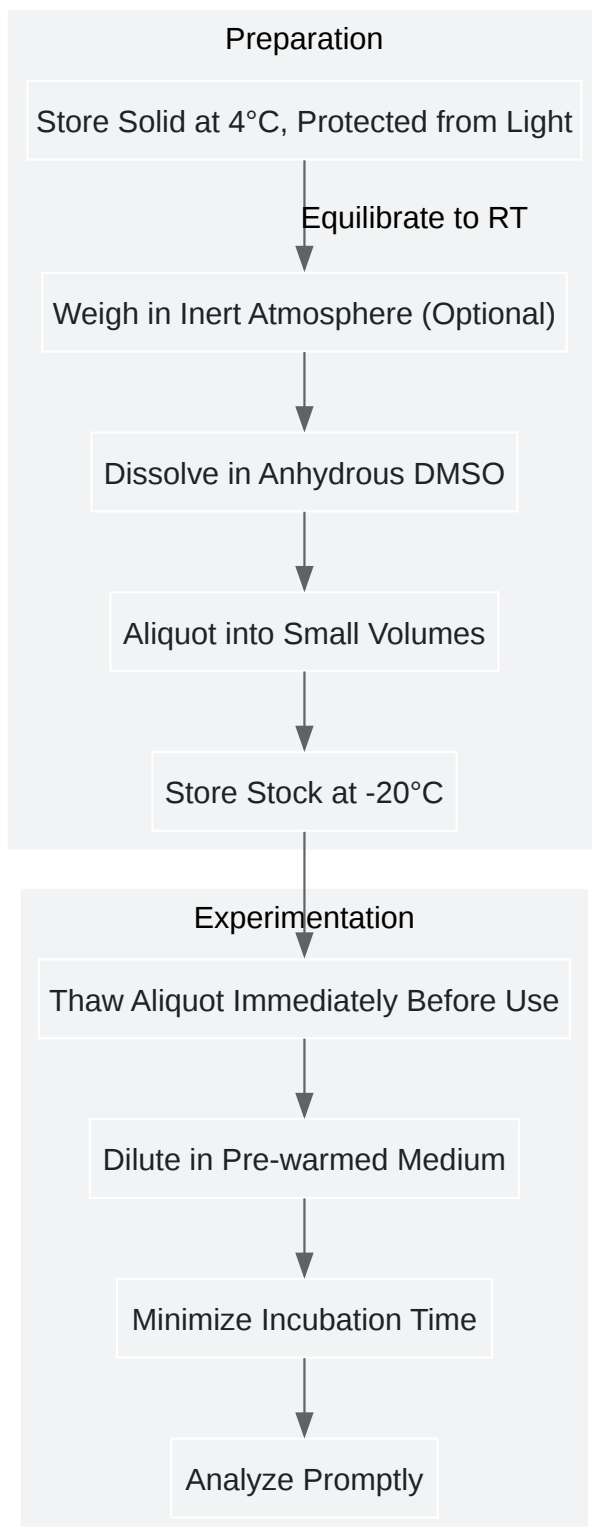 Preparation
Store Solid at 4°C, Protected from Light
Equilibrate to RT
Weigh in Inert Atmosphere (Optional)
Dissolve in Anhydrous DMSO
Aliquot into Small Volumes
Store Stock at -20°C
Experimentation
Thaw Aliquot Immediately Before Use
Dilute in Pre-warmed Medium
Minimize Incubation Time
Analyze Promptly